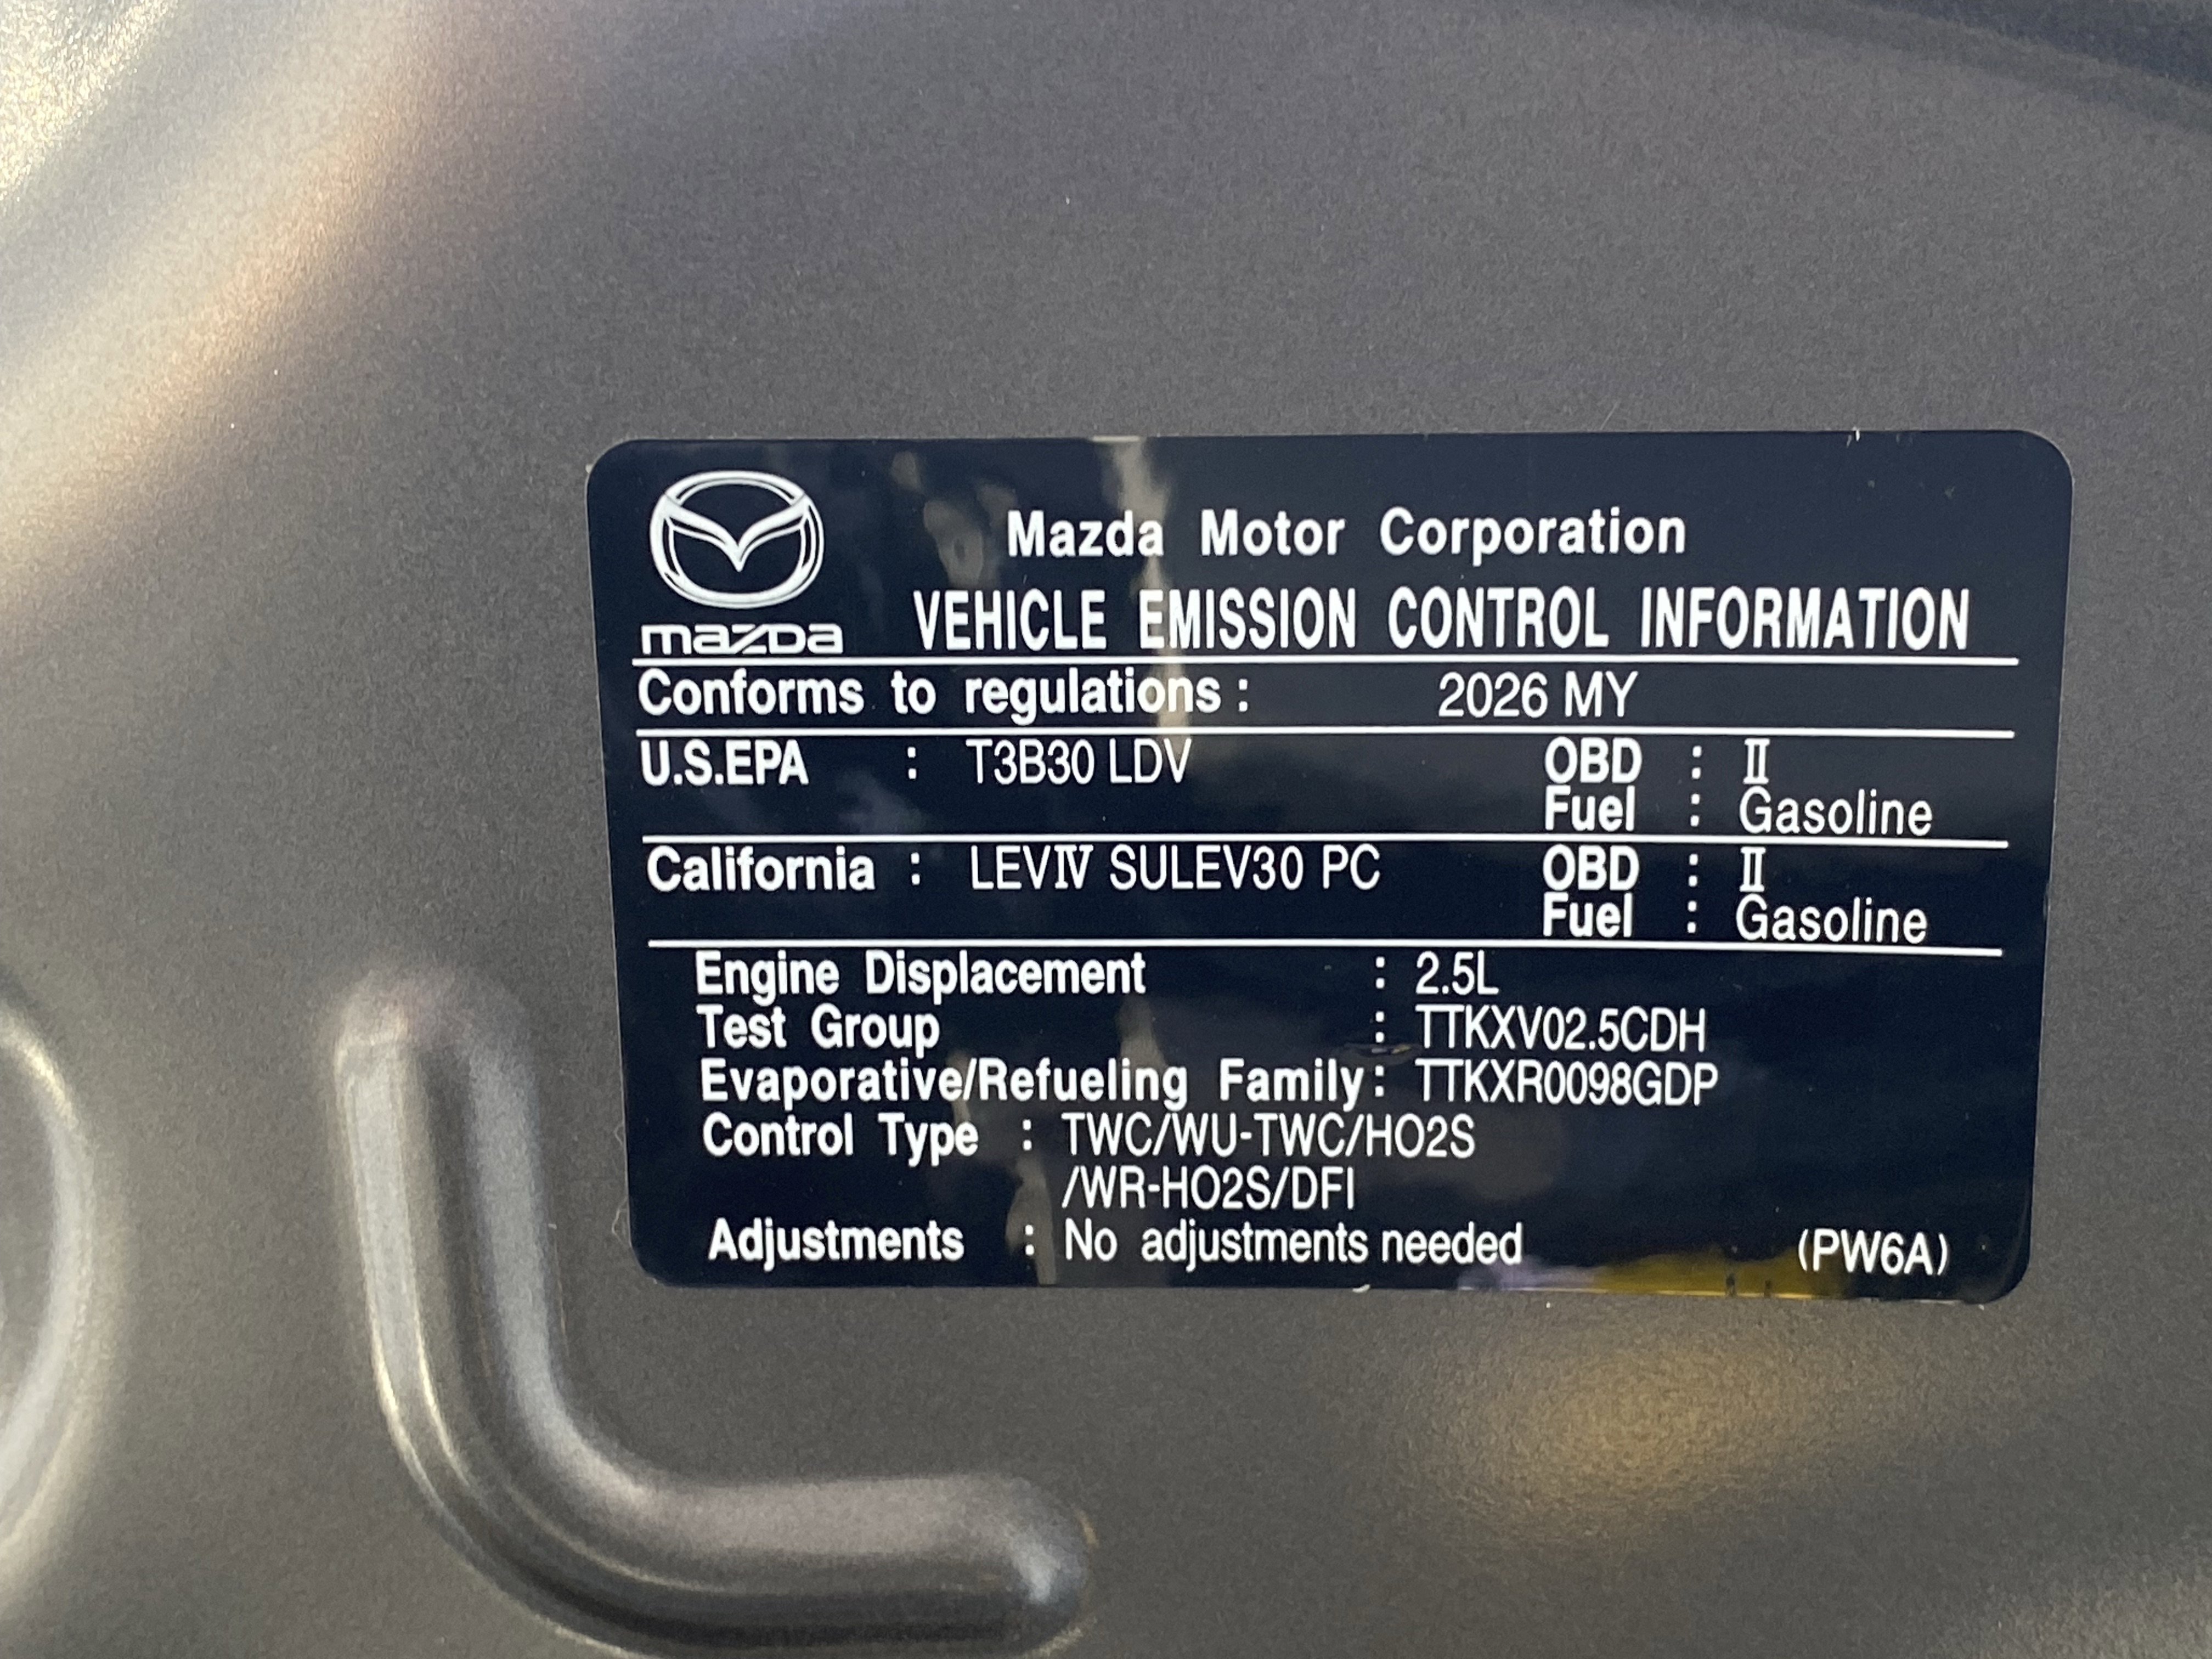 Mazda Motor Corporation
mazda VEHICLE EMISSION CONTROL INFORMATION
Conforms to regulations : 2026 MY
U.S.EPA : T3B30 LDV OBD : II
Fuel : Gasoline
California : LEVIV SULEV30 PC OBD : II
Fuel : Gasoline
Engine Displacement : 2.5L
Test Group : TTKXV02.5CDH
Evaporative/Refueling Family : TTKXR0098GDP
Control Type : TWC/WU-TWC/HO2S
/WR-HO2S/DFI
Adjustments : No adjustments needed (PW6A)